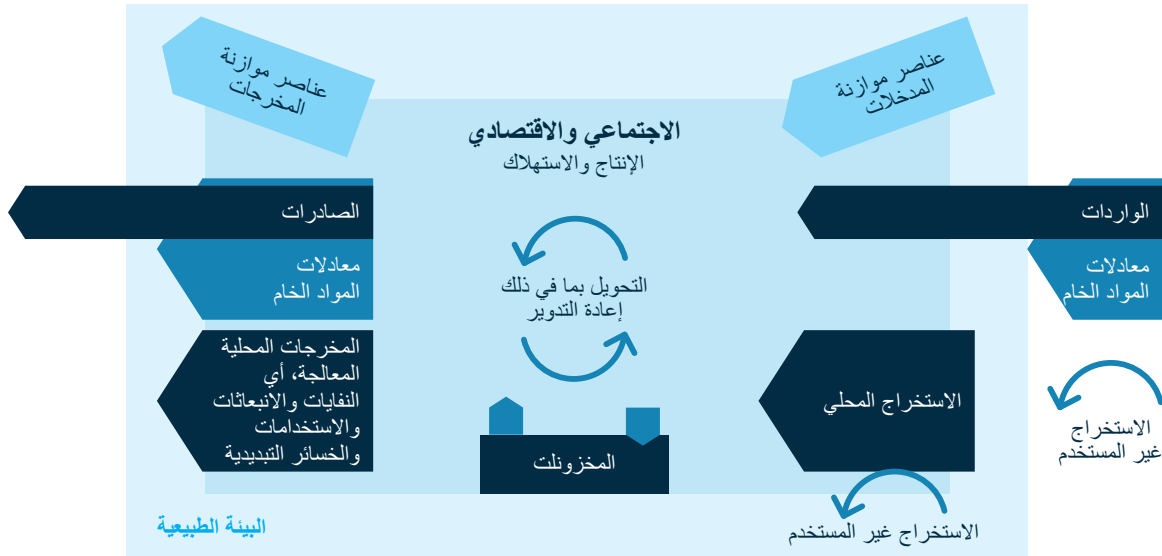 عناصر موازنة
المدخلات
عناصر موازنة
المخرجات
الاجتماعي والاقتصادي
الإنتاج والاستهلاك
الواردات
معادلات
المواد الخام
الصادرات
معادلات
المواد الخام
التحويل بما في ذلك
إعادة التدوير
الاستخراج
غير المستخدم
الاستخراج المحلي
المخرجات المحلية
المعالجة، أي
النفايات والانبعاثات
والاستخدامات
والخسائر التبديدية
المخزونلت
الاستخراج غير المستخدم
البيئة الطبيعية